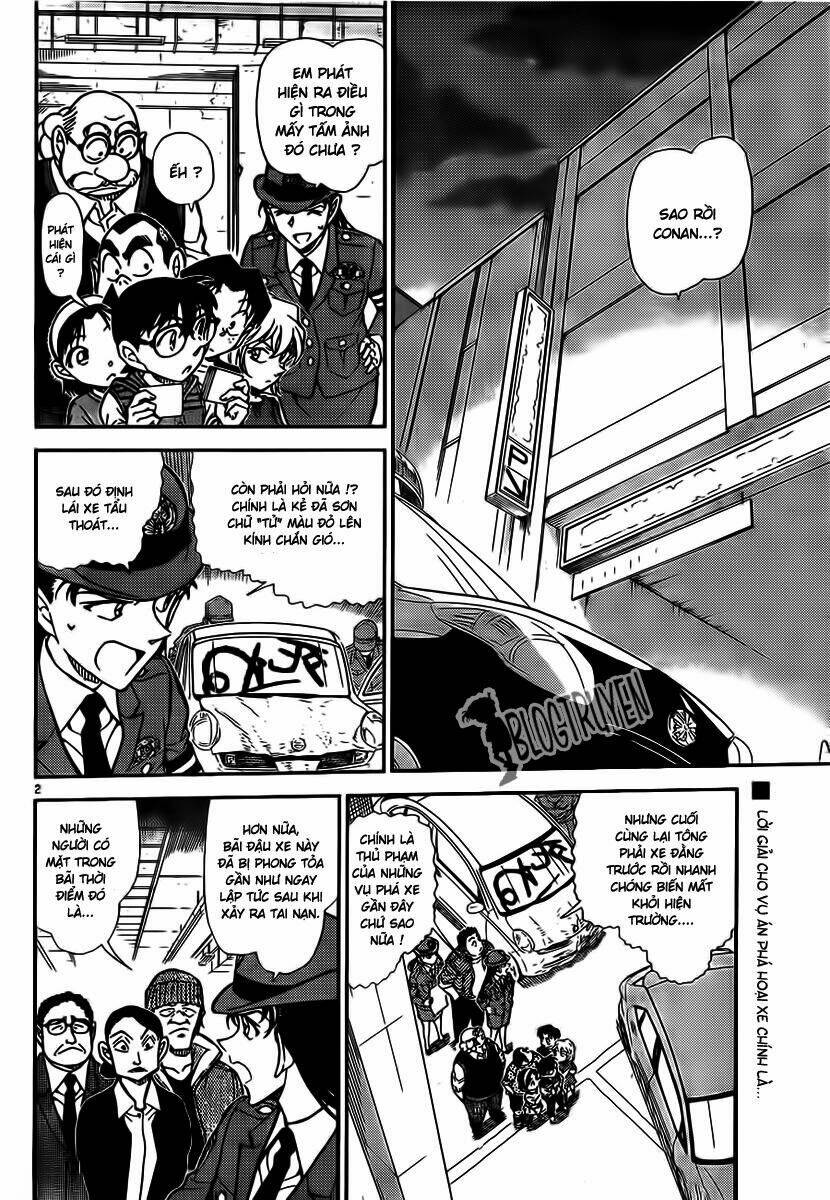 SAO RỒI
CONAN...?
EM PHÁT
HIỆN RA ĐIỀU
GÌ TRONG
MẤY TẤM ẢNH
ĐÓ CHƯA ?
ẾH ?
PHÁT
HIỆN
CÁI GÌ
?
CÒN PHẢI HỎI NỮA !?
CHÍNH LÀ KẺ ĐÃ SƠN
CHỮ "TỬ" MÀU ĐỎ LÊN
KÍNH CHẮN GIÓ...
SAU ĐÓ ĐỊNH
LÁI XE TẨU
THOÁT...
P
BLOGTRUYEN
2
LỜI GIẢI CHO VỤ ÁN PHÁ HOẠI XE CHÍNH LÀ...
NHƯNG CUỐI
CÙNG LẠI TÔNG
PHẢI XE ĐẰNG
TRƯỚC RỒI NHANH
CHÓNG BIẾN MẤT
KHỎI HIỆN
TRƯỜNG....
CHÍNH LÀ
THỦ PHẠM
CỦA NHỮNG
VỤ PHÁ XE
GẦN ĐÂY
CHỨ SAO
NỮA !
HƠN NỮA,
BÃI ĐẬU XE NÀY
ĐÃ BỊ PHONG TỎA
GẦN NHƯ NGAY
LẬP TỨC SAU KHI
XẢY RA TAI NẠN.
NHỮNG
NGƯỜI CÓ
MẶT TRONG
BÃI THỜI
ĐIỂM ĐÓ
LÀ...